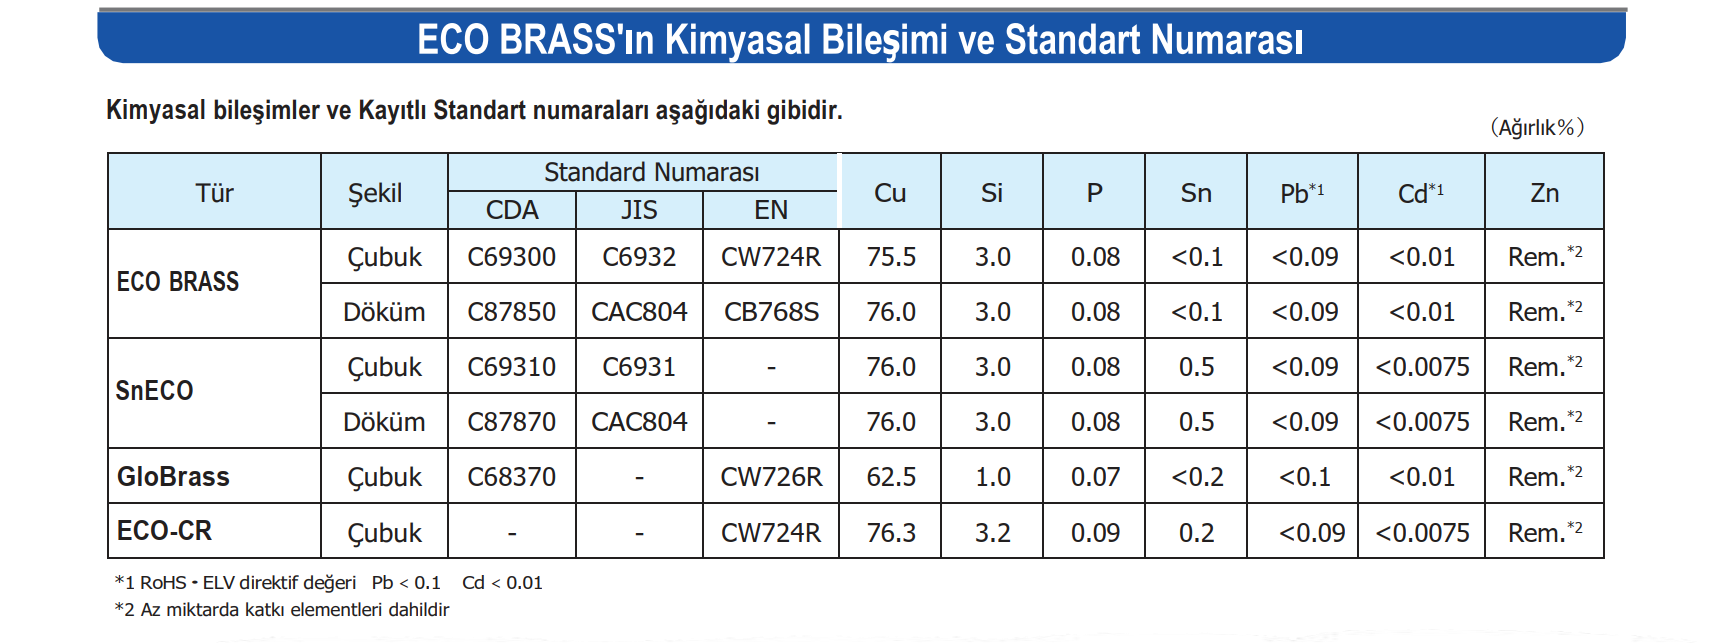 ECO BRASS'ın Kimyasal Bileşimi ve Standart Numarası
Kimyasal bileşimler ve Kayıtlı Standart numaraları aşağıdaki gibidir.
(Ağırlık%)
Tür Şekil Standard Numarası Cu Si P Sn Pb*1 Cd*1 Zn
CDA JIS EN
ECO BRASS Çubuk C69300 C6932 CW724R 75.5 3.0 0.08 <0.1 <0.09 <0.01 Rem.*2
Döküm C87850 CAC804 CB768S 76.0 3.0 0.08 <0.1 <0.09 <0.01 Rem.*2
SnECO Çubuk C69310 C6931 - 76.0 3.0 0.08 0.5 <0.09 <0.0075 Rem.*2
Döküm C87870 CAC804 - 76.0 3.0 0.08 0.5 <0.09 <0.0075 Rem.*2
GloBrass Çubuk C68370 - CW726R 62.5 1.0 0.07 <0.2 <0.1 <0.01 Rem.*2
ECO-CR Çubuk - - CW724R 76.3 3.2 0.09 0.2 <0.09 <0.0075 Rem.*2
*1 RoHS・ELV direktif değeri Pb < 0.1 Cd < 0.01
*2 Az miktarda katkı elementleri dahildir